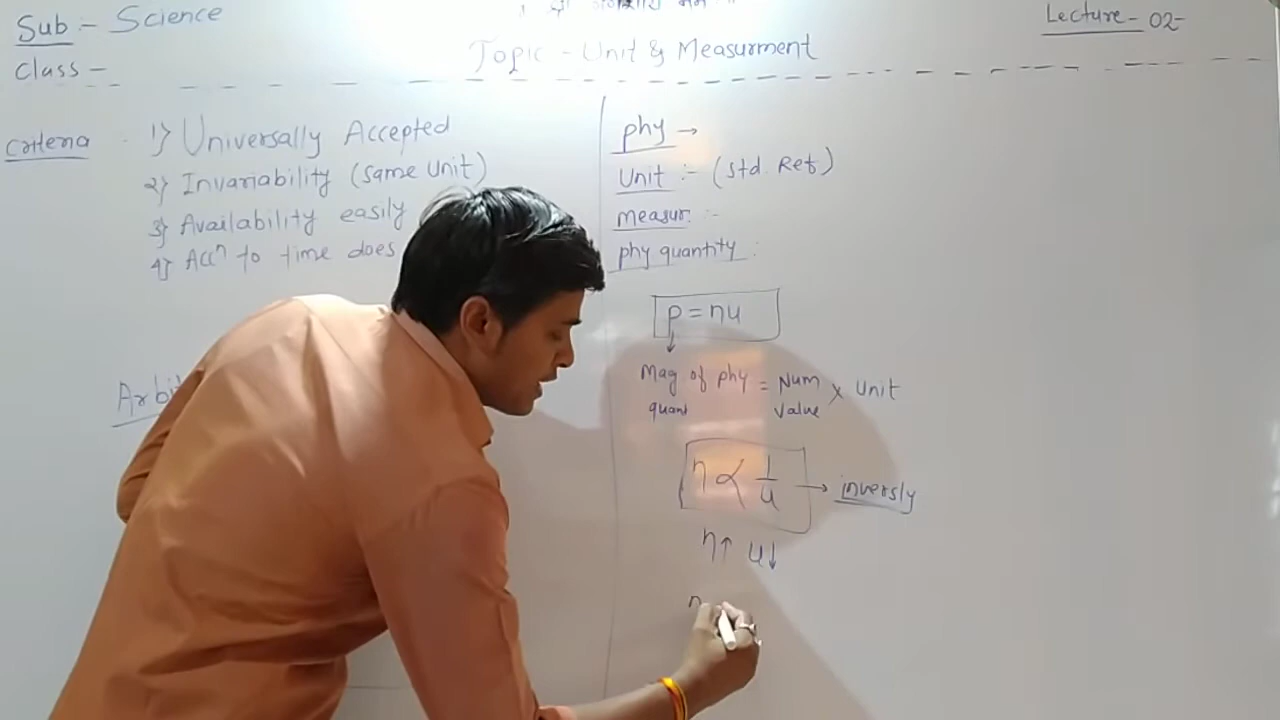 Sub :- Science
Lecture - 02-
Topic - Unit & Measurment
Class -
Criteria
1) Universally Accepted
2) Invariability (Same Unit)
3) Availability easily
4) Accⁿ to time does
Arbit
phy →
Unit :- (Std. Ref)
measur. :-
phy quantity :
p = nu
Mag of phy = Num × Unit
quant Value
n ∝ 1/u → inversly
n↑ u↓
n